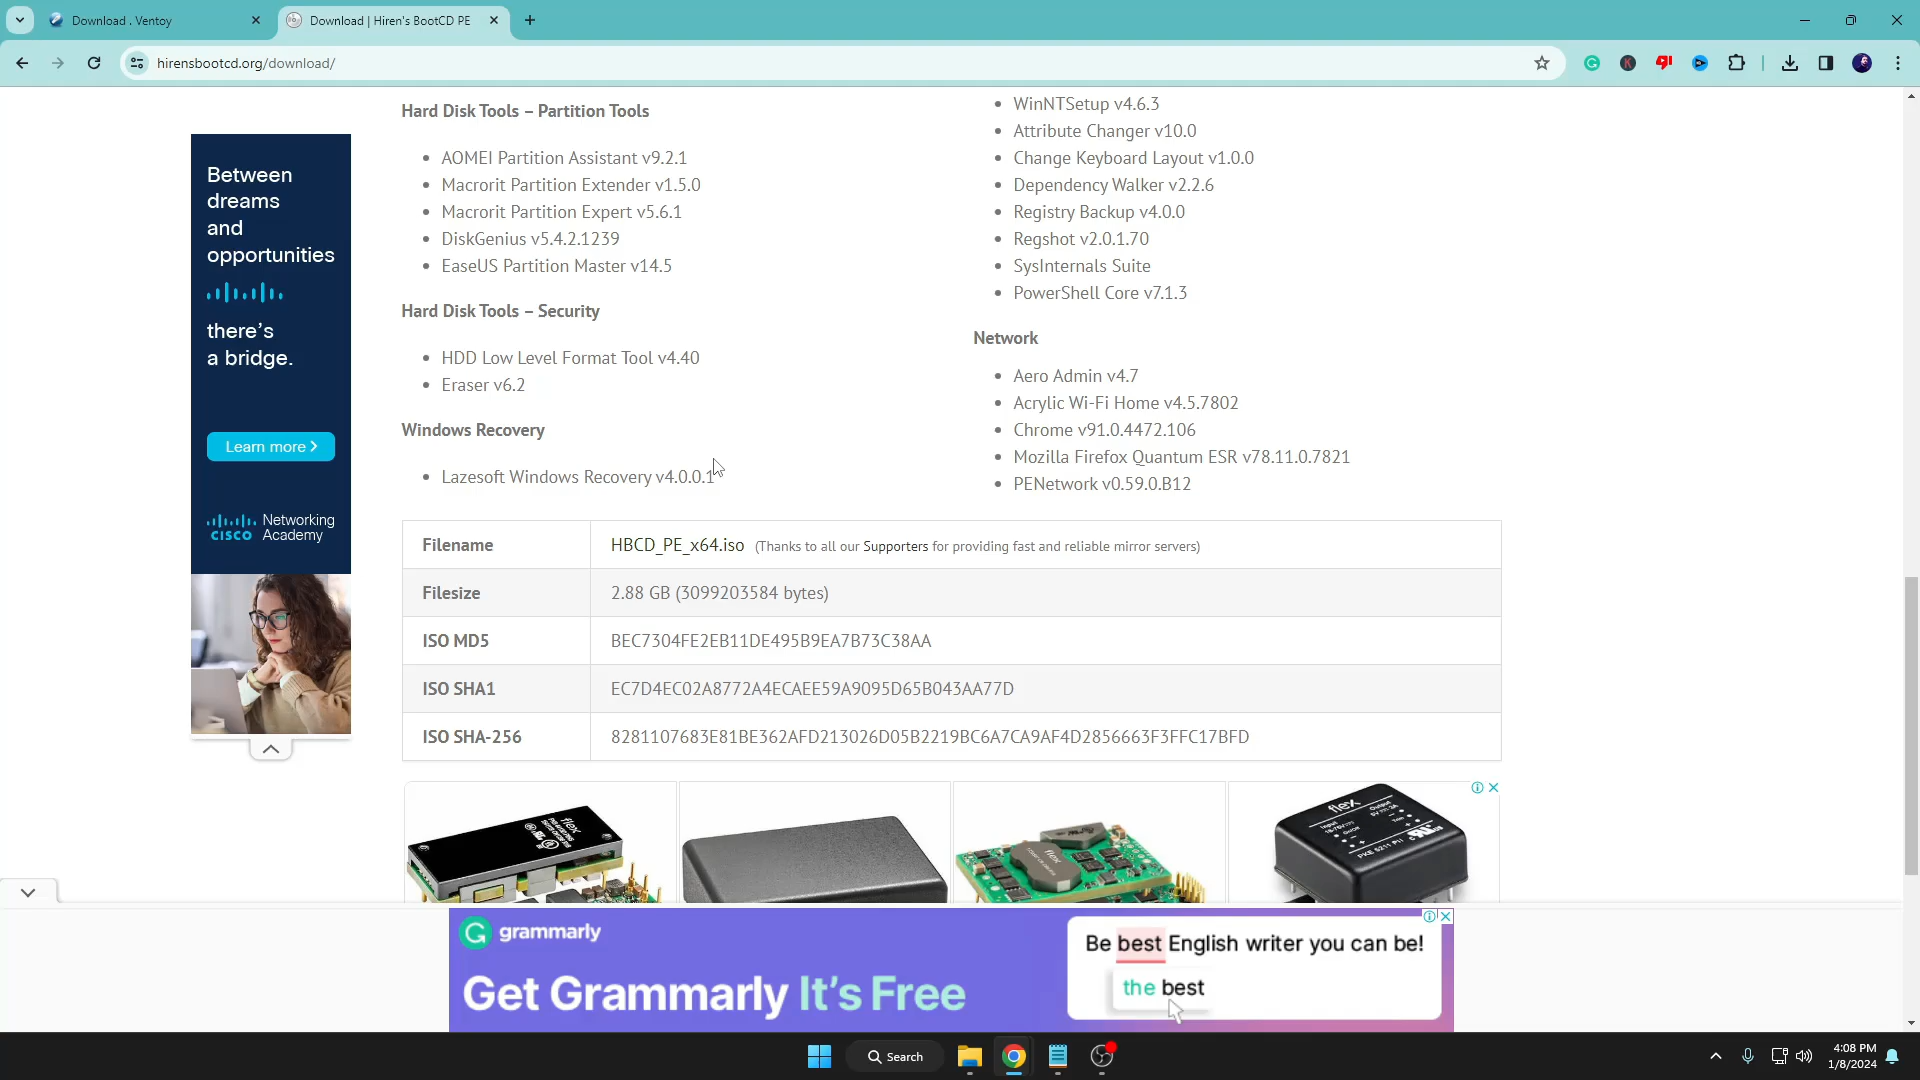 Download . Ventoy
Download | Hiren's BootCD PE
hirensbootcd.org/download/
Between
dreams
and
opportunities
there's
a bridge.
Learn more
CISCO Networking
Academy
Hard Disk Tools – Partition Tools
AOMEI Partition Assistant v9.2.1
Macrorit Partition Extender v1.5.0
Macrorit Partition Expert v5.6.1
DiskGenius v5.4.2.1239
EaseUS Partition Master v14.5
Hard Disk Tools – Security
HDD Low Level Format Tool v4.40
Eraser v6.2
Windows Recovery
Lazesoft Windows Recovery v4.0.0.1
WinNTSetup v4.6.3
Attribute Changer v10.0
Change Keyboard Layout v1.0.0
Dependency Walker v2.2.6
Registry Backup v4.0.0
Regshot v2.0.1.70
SysInternals Suite
PowerShell Core v7.1.3
Network
Aero Admin v4.7
Acrylic Wi-Fi Home v4.5.7802
Chrome v91.0.4472.106
Mozilla Firefox Quantum ESR v78.11.0.7821
PENetwork v0.59.0.B12
Filename HBCD_PE_x64.iso (Thanks to all our Supporters for providing fast and reliable mirror servers)
Filesize 2.88 GB (3099203584 bytes)
ISO MD5 BEC7304FE2EB11DE495B9EA7B73C38AA
ISO SHA1 EC7D4EC02A8772A4ECAEE59A9095D65B043AA77D
ISO SHA-256 8281107683E81BE362AFD213026D05B2219BC6A7CA9AF4D2856663F3FFC17BFD
flex
flex
flex
grammarly
Get Grammarly It's Free
Be best English writer you can be!
the best
Search
4:08 PM
1/8/2024